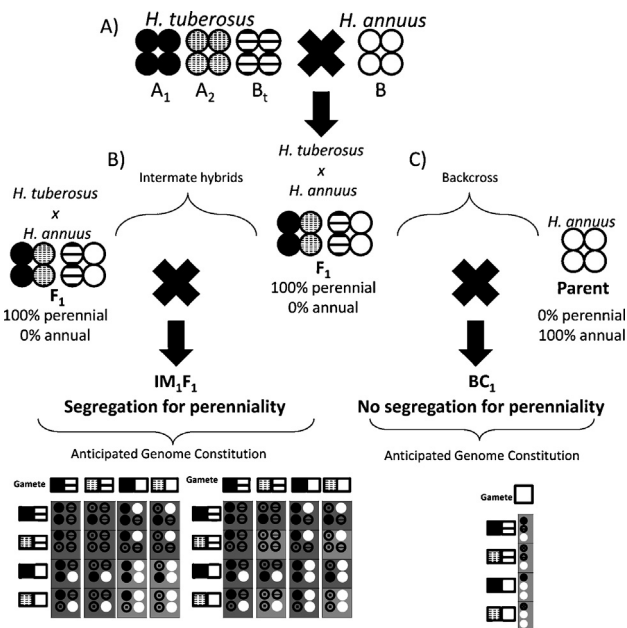 A)
H. tuberosus
H. annuus
A1
A2
Bt
B
B)
C)
Intermate hybrids
H. tuberosus
x
H. annuus
Backcross
H. tuberosus
x
H. annuus
F1
100% perennial
0% annual
F1
100% perennial
0% annual
H. annuus
Parent
0% perennial
100% annual
IM1F1
Segregation for perenniality
BC1
No segregation for perenniality
Anticipated Genome Constitution
Anticipated Genome Constitution
Gamete
Gamete
Gamete